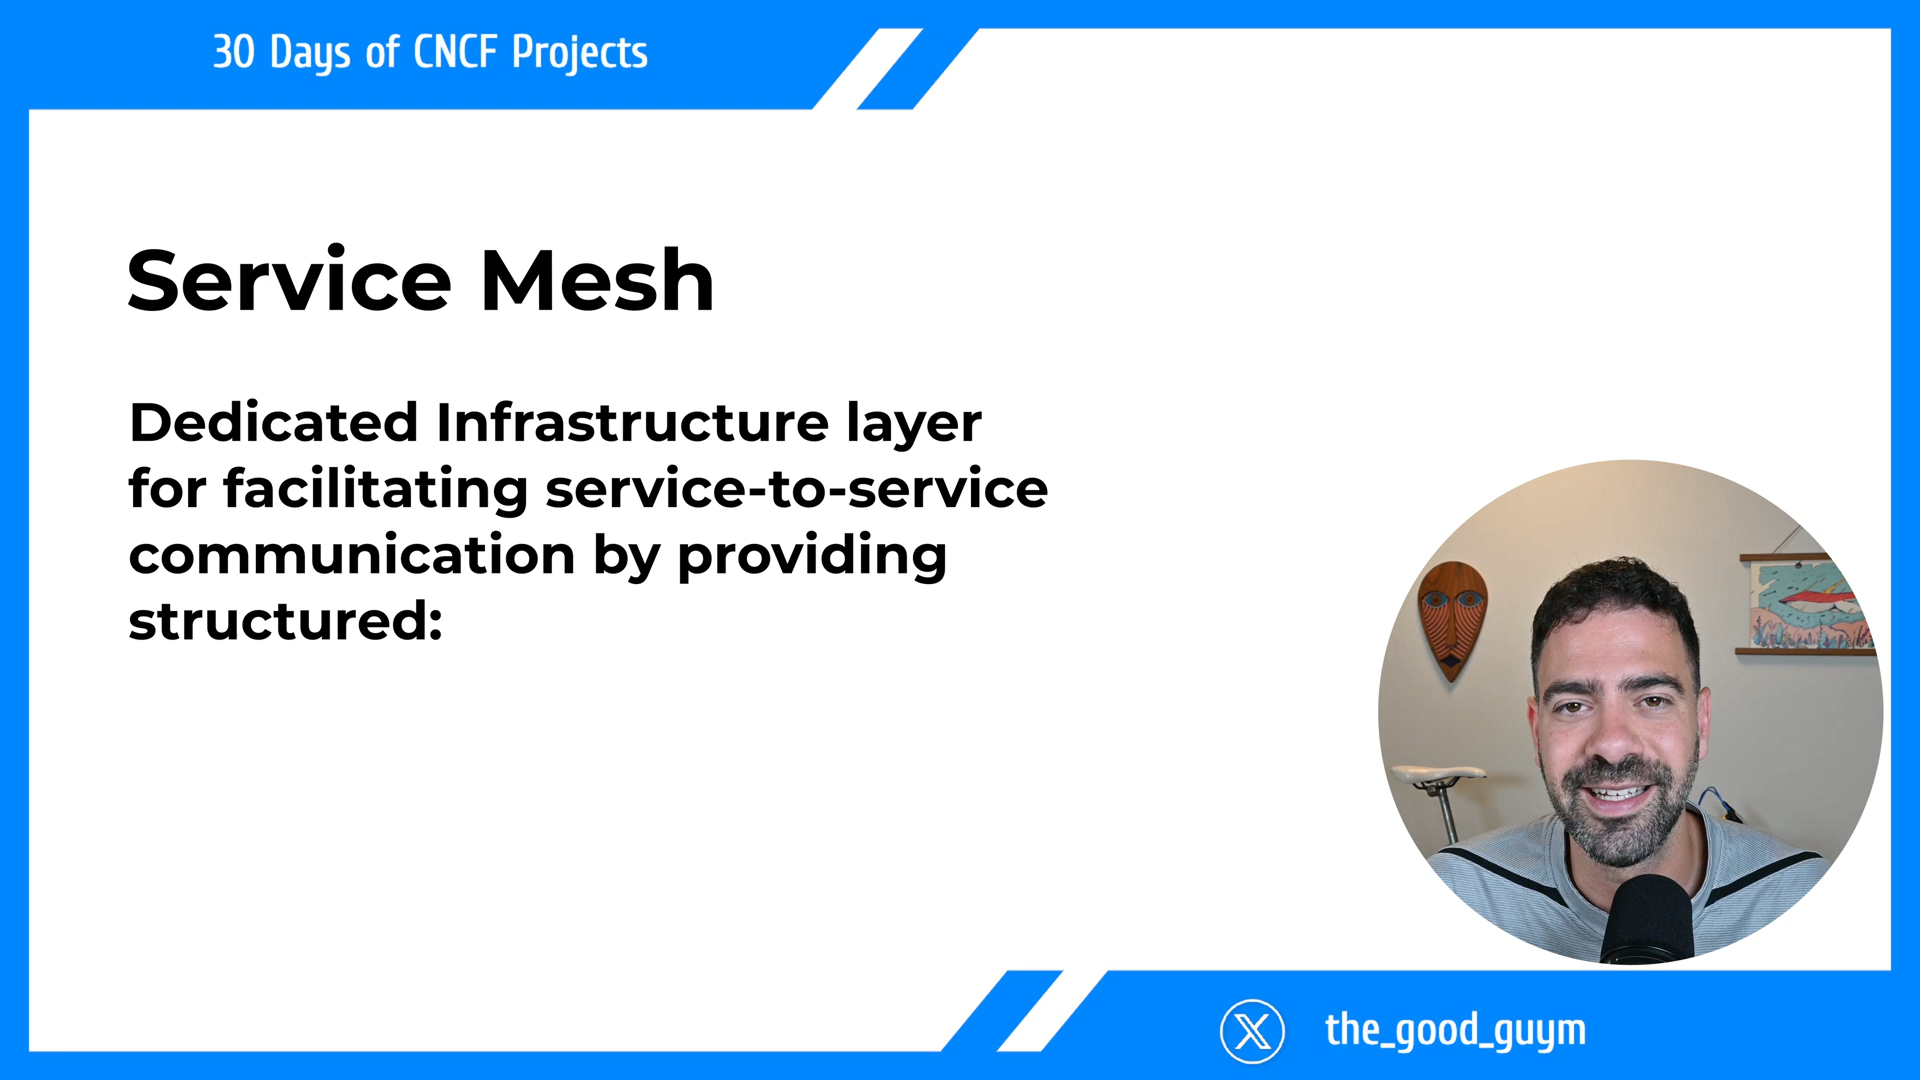 30 Days of CNCF Projects
Service Mesh
Dedicated Infrastructure layer
for facilitating service-to-service
communication by providing
structured:
the_good_guym